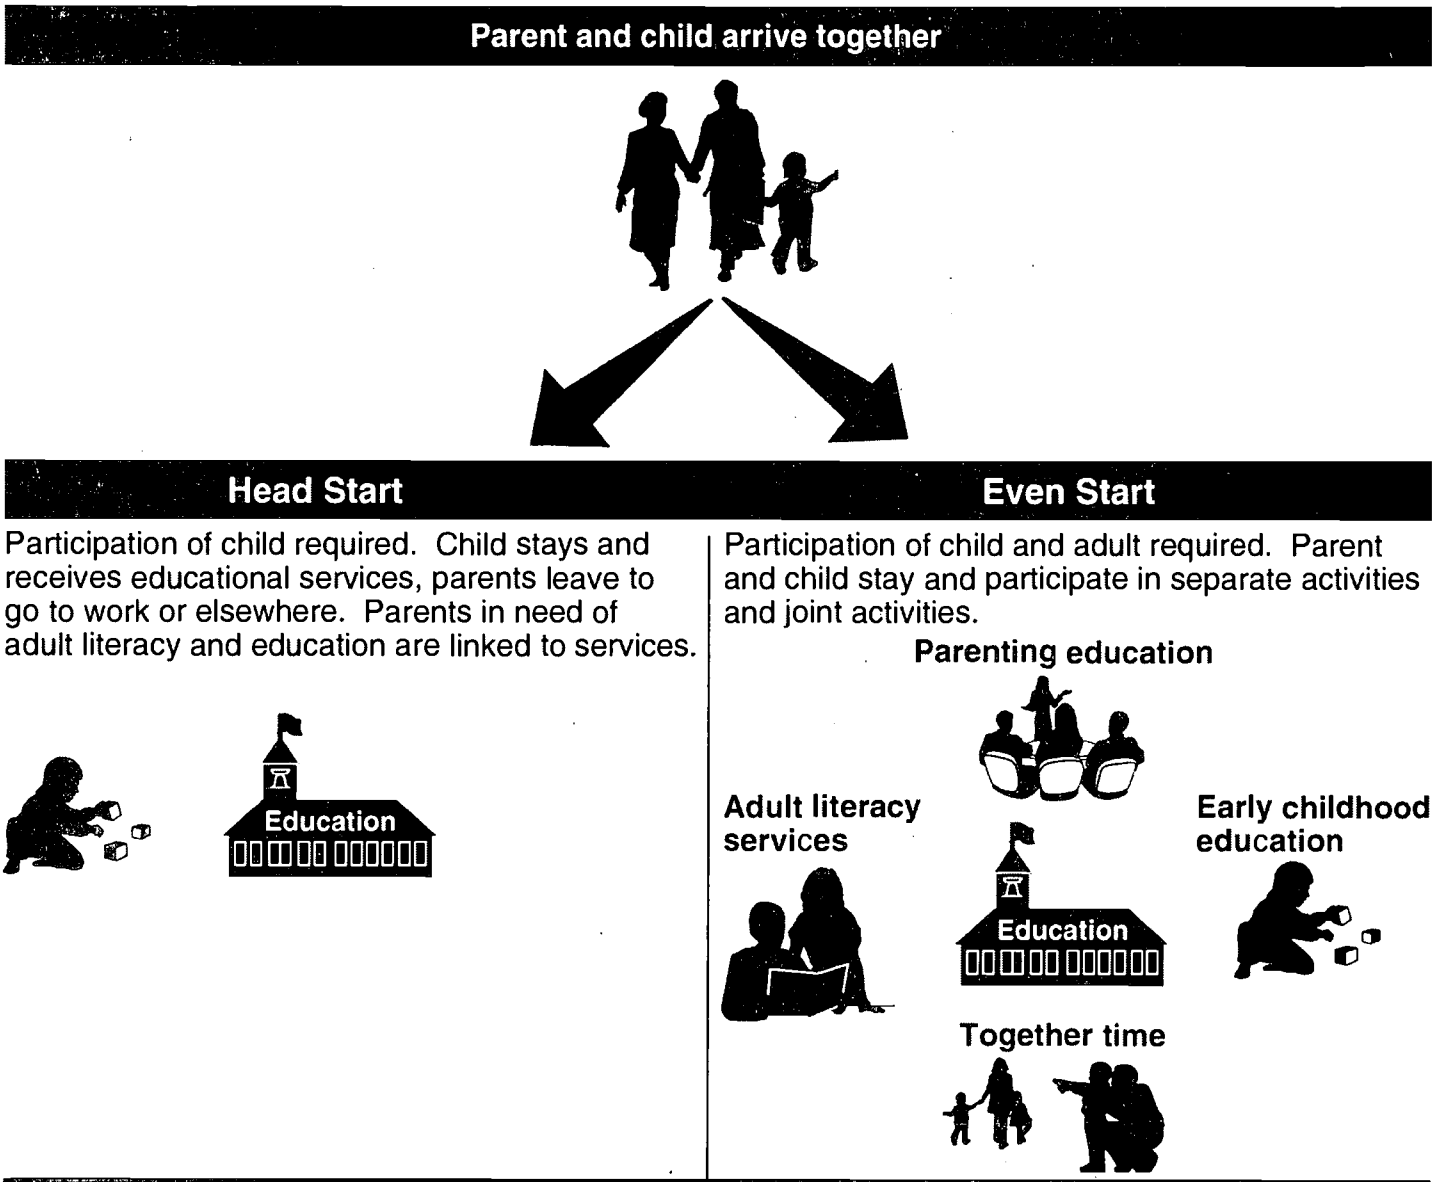 Parent and child arrive together
Head Start
Participation of child required. Child stays and
receives educational services, parents leave to
go to work or elsewhere. Parents in need of
adult literacy and education are linked to services.
Education
Even Start
Participation of child and adult required. Parent
and child stay and participate in separate activities
and joint activities.
Parenting education
Adult literacy
services
Early childhood
education
Education
Together time